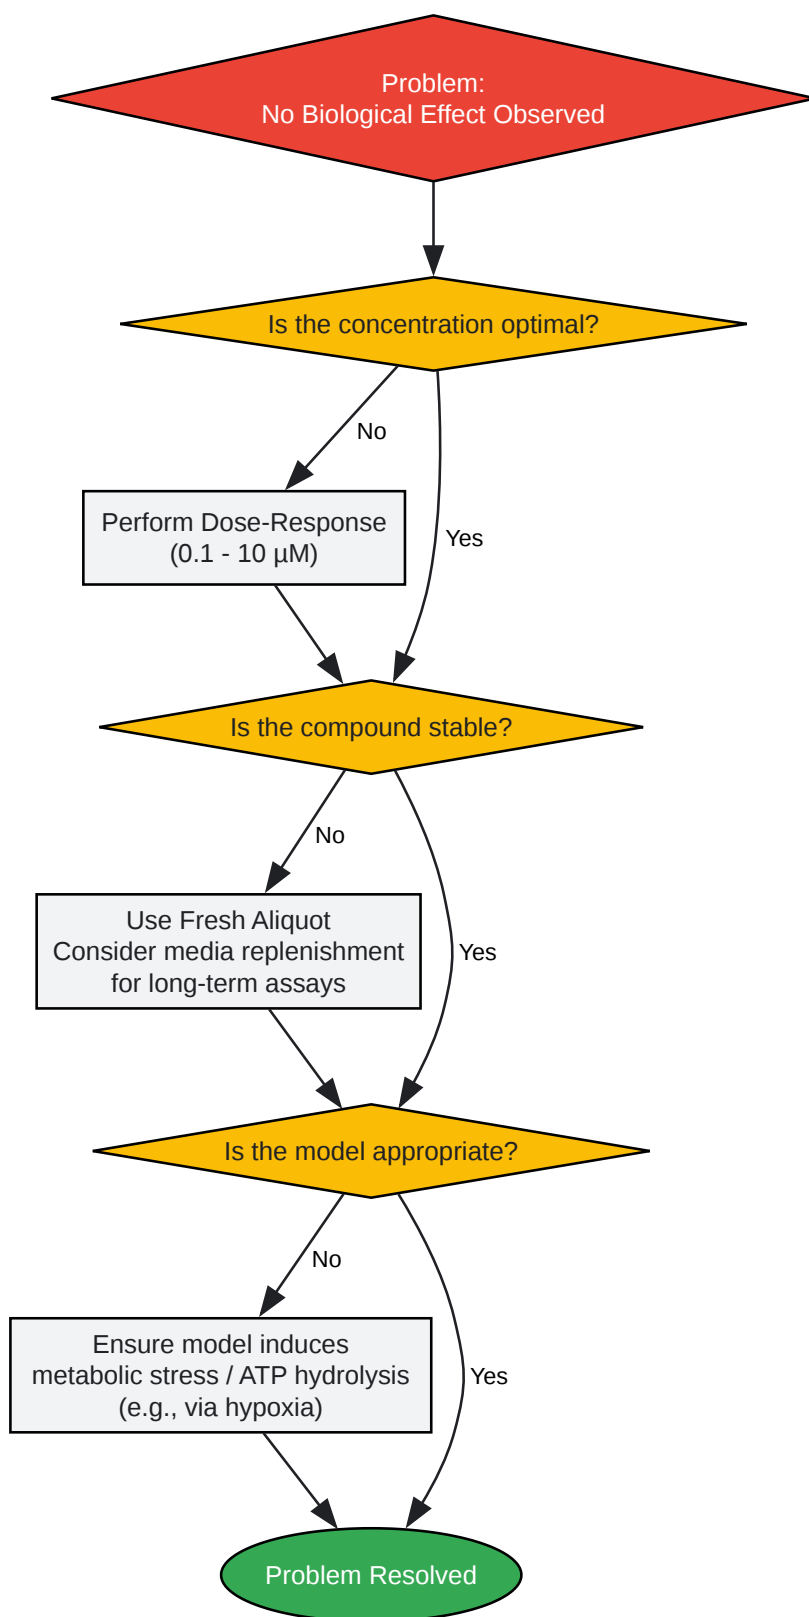 Problem:
No Biological Effect Observed
Is the concentration optimal?
No
Perform Dose-Response
(0.1 - 10 µM)
Yes
Is the compound stable?
No
Use Fresh Aliquot
Consider media replenishment
for long-term assays
Yes
Is the model appropriate?
No
Ensure model induces
metabolic stress / ATP hydrolysis
(e.g., via hypoxia)
Yes
Problem Resolved